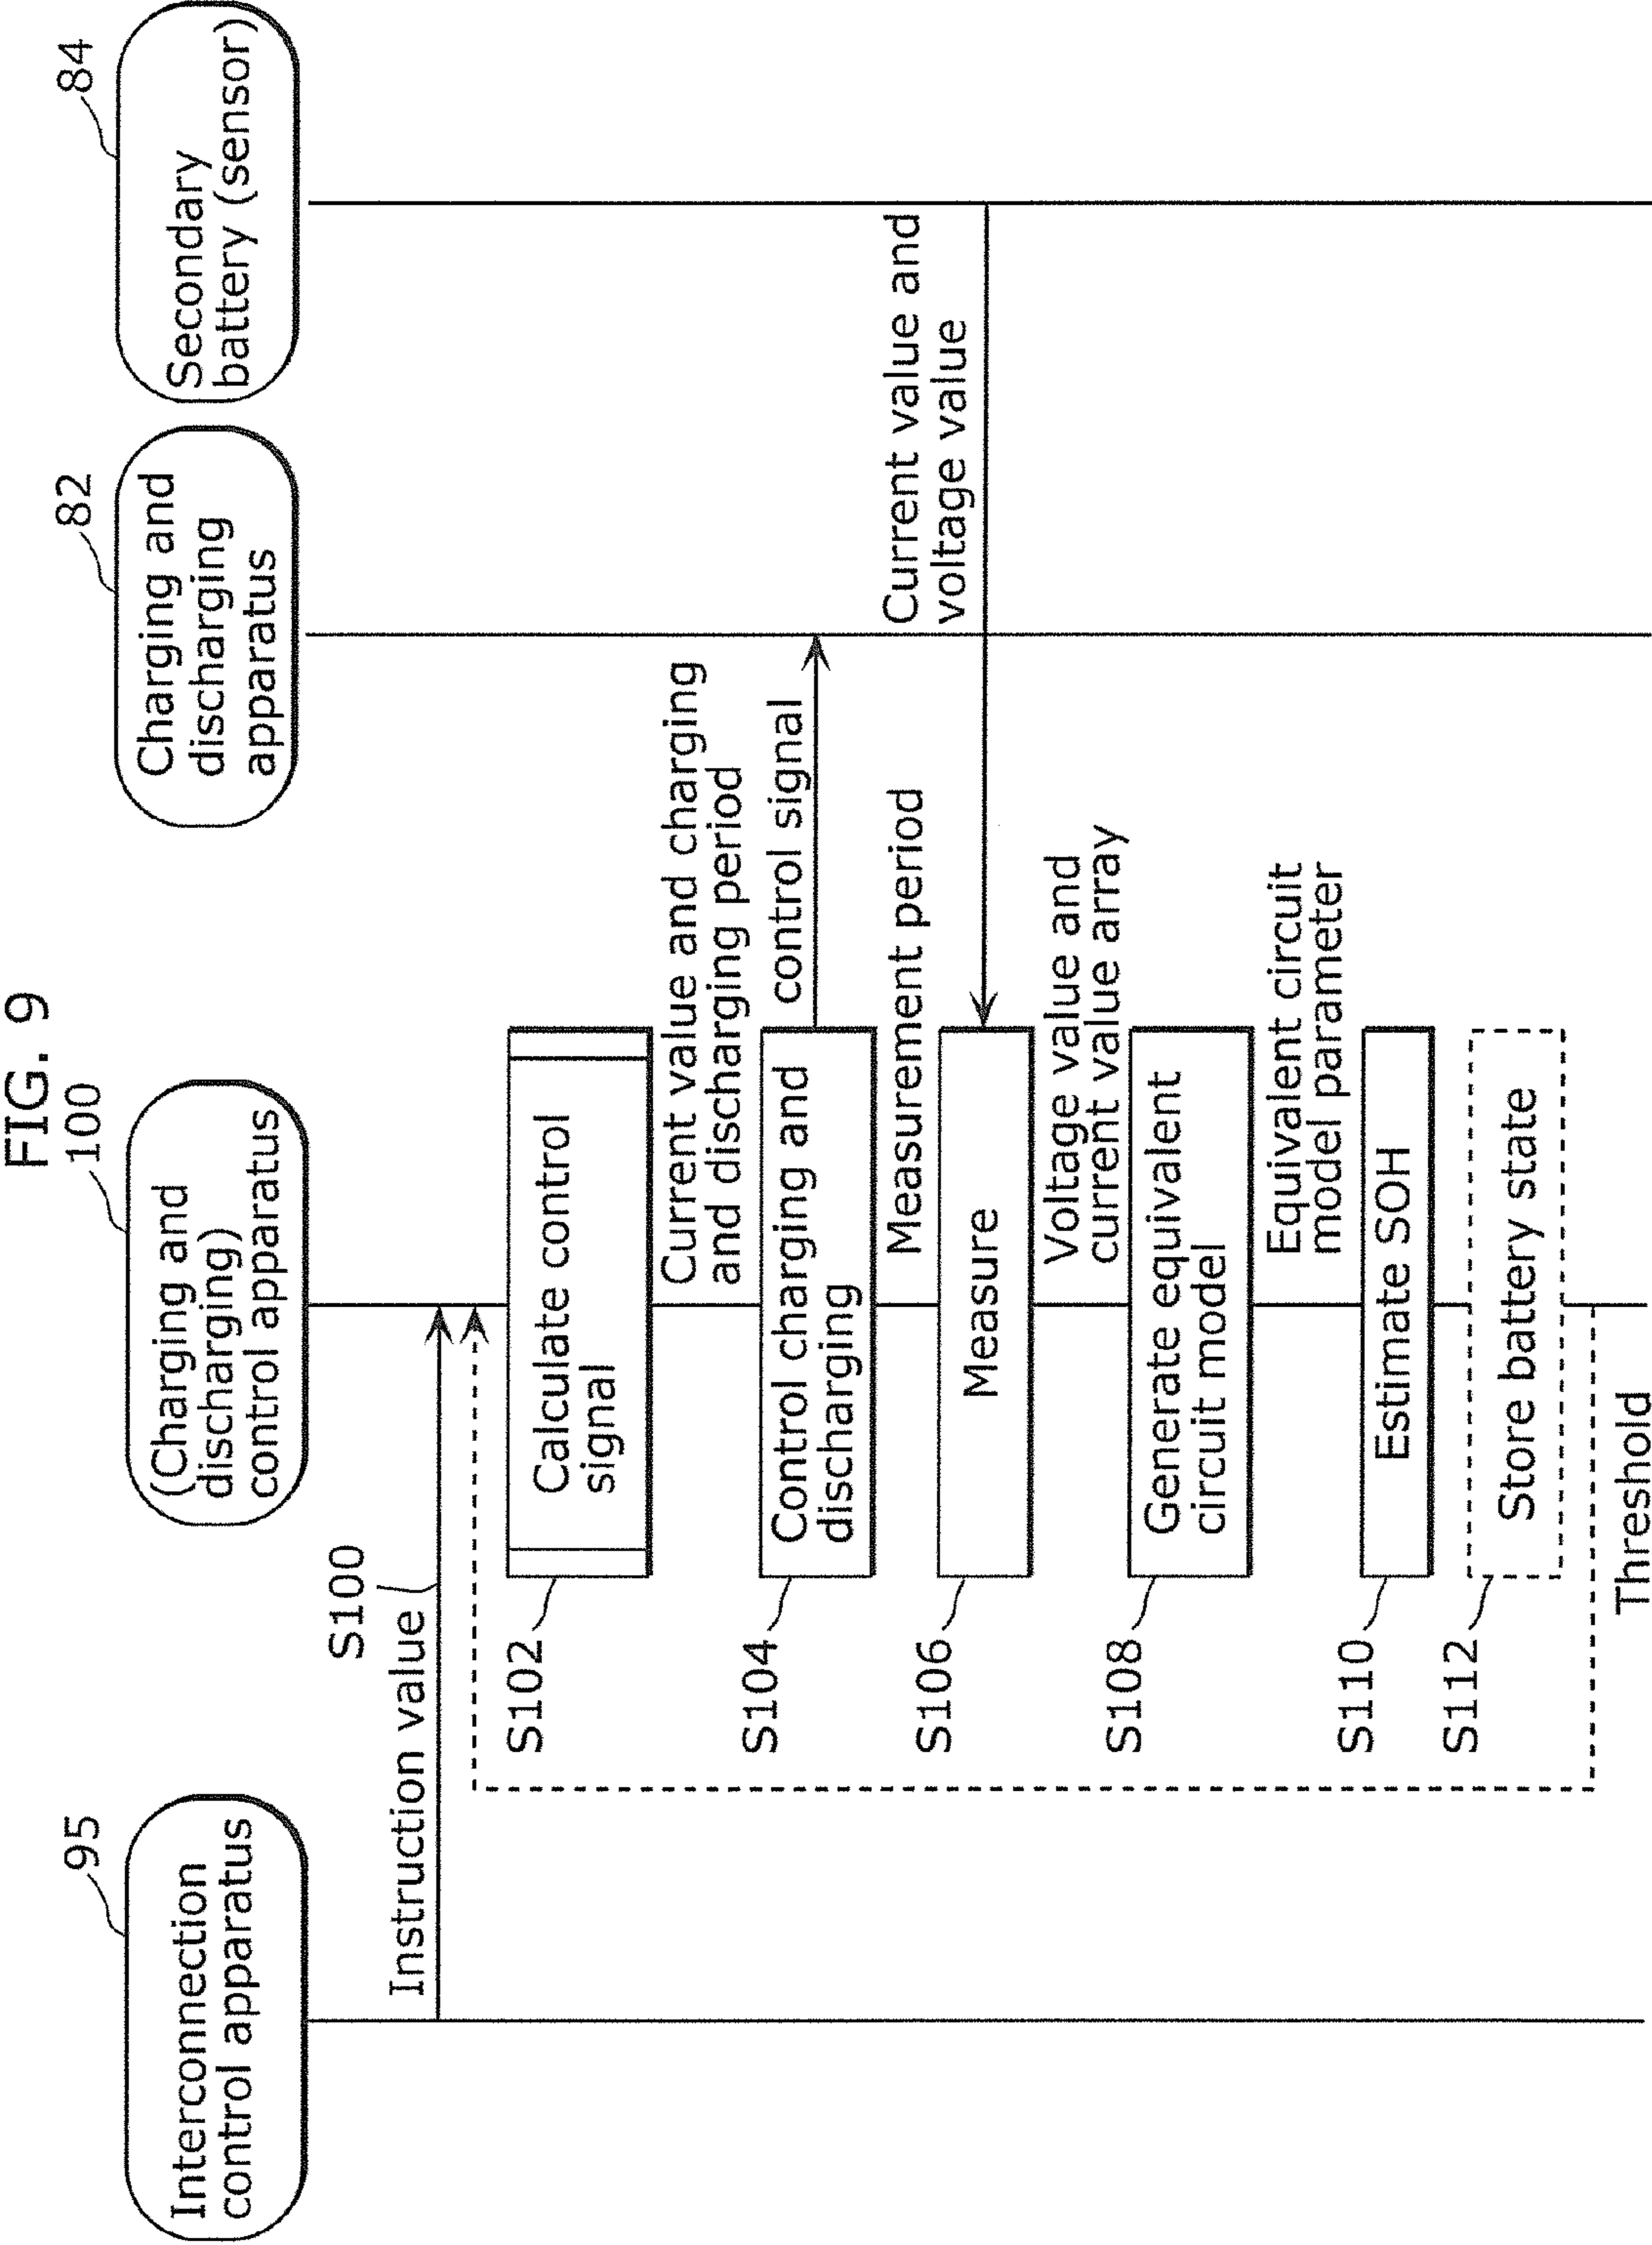 FIG. 9
95
Interconnection
control apparatus
100
(Charging and
discharging)
control apparatus
82
Charging and
discharging
apparatus
84
Secondary
battery (sensor)
S100
Instruction value
S102
Calculate control
signal
Current value and charging
and discharging period
S104
Control charging and
discharging
control signal
Measurement period
Current value and
voltage value
S106
Measure
Voltage value and
current value array
S108
Generate equivalent
circuit model
Equivalent circuit
model parameter
S110
Estimate SOH
S112
Store battery state
Threshold